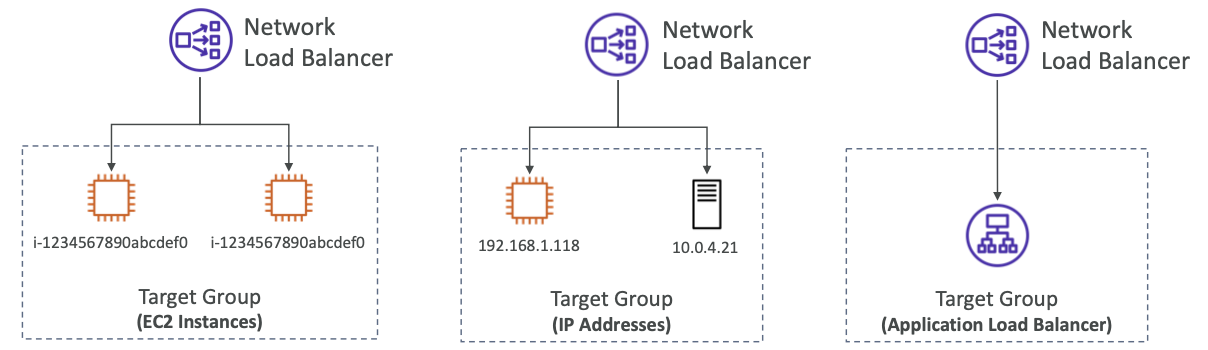 Network
Load Balancer
i-1234567890abcdef0
i-1234567890abcdef0
Target Group
(EC2 Instances)
Network
Load Balancer
192.168.1.118
10.0.4.21
Target Group
(IP Addresses)
Network
Load Balancer
Target Group
(Application Load Balancer)